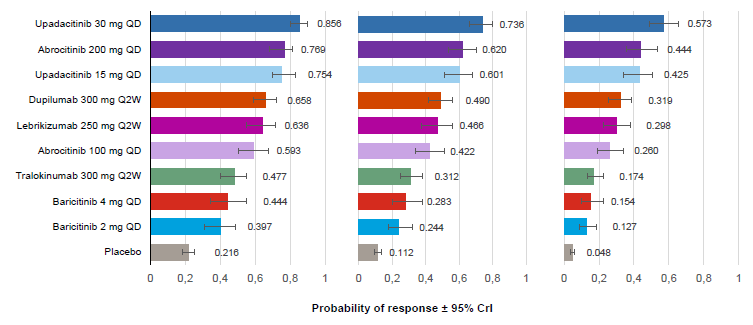 Upadacitinib 30 mg QD 0.856 0.736 0.573
Abrocitinib 200 mg QD 0.769 0.620 0.444
Upadacitinib 15 mg QD 0.754 0.601 0.425
Dupilumab 300 mg Q2W 0.658 0.490 0.319
Lebrikizumab 250 mg Q2W 0.636 0.466 0.298
Abrocitinib 100 mg QD 0.593 0.422 0.260
Tralokinumab 300 mg Q2W 0.477 0.312 0.174
Baricitinib 4 mg QD 0.444 0.283 0.154
Baricitinib 2 mg QD 0.397 0.244 0.127
Placebo 0.216 0.112 0.048
0 0,2 0,4 0,6 0,8 1 0 0,2 0,4 0,6 0,8 1 0 0,2 0,4 0,6 0,8 1
Probability of response ± 95% CrI